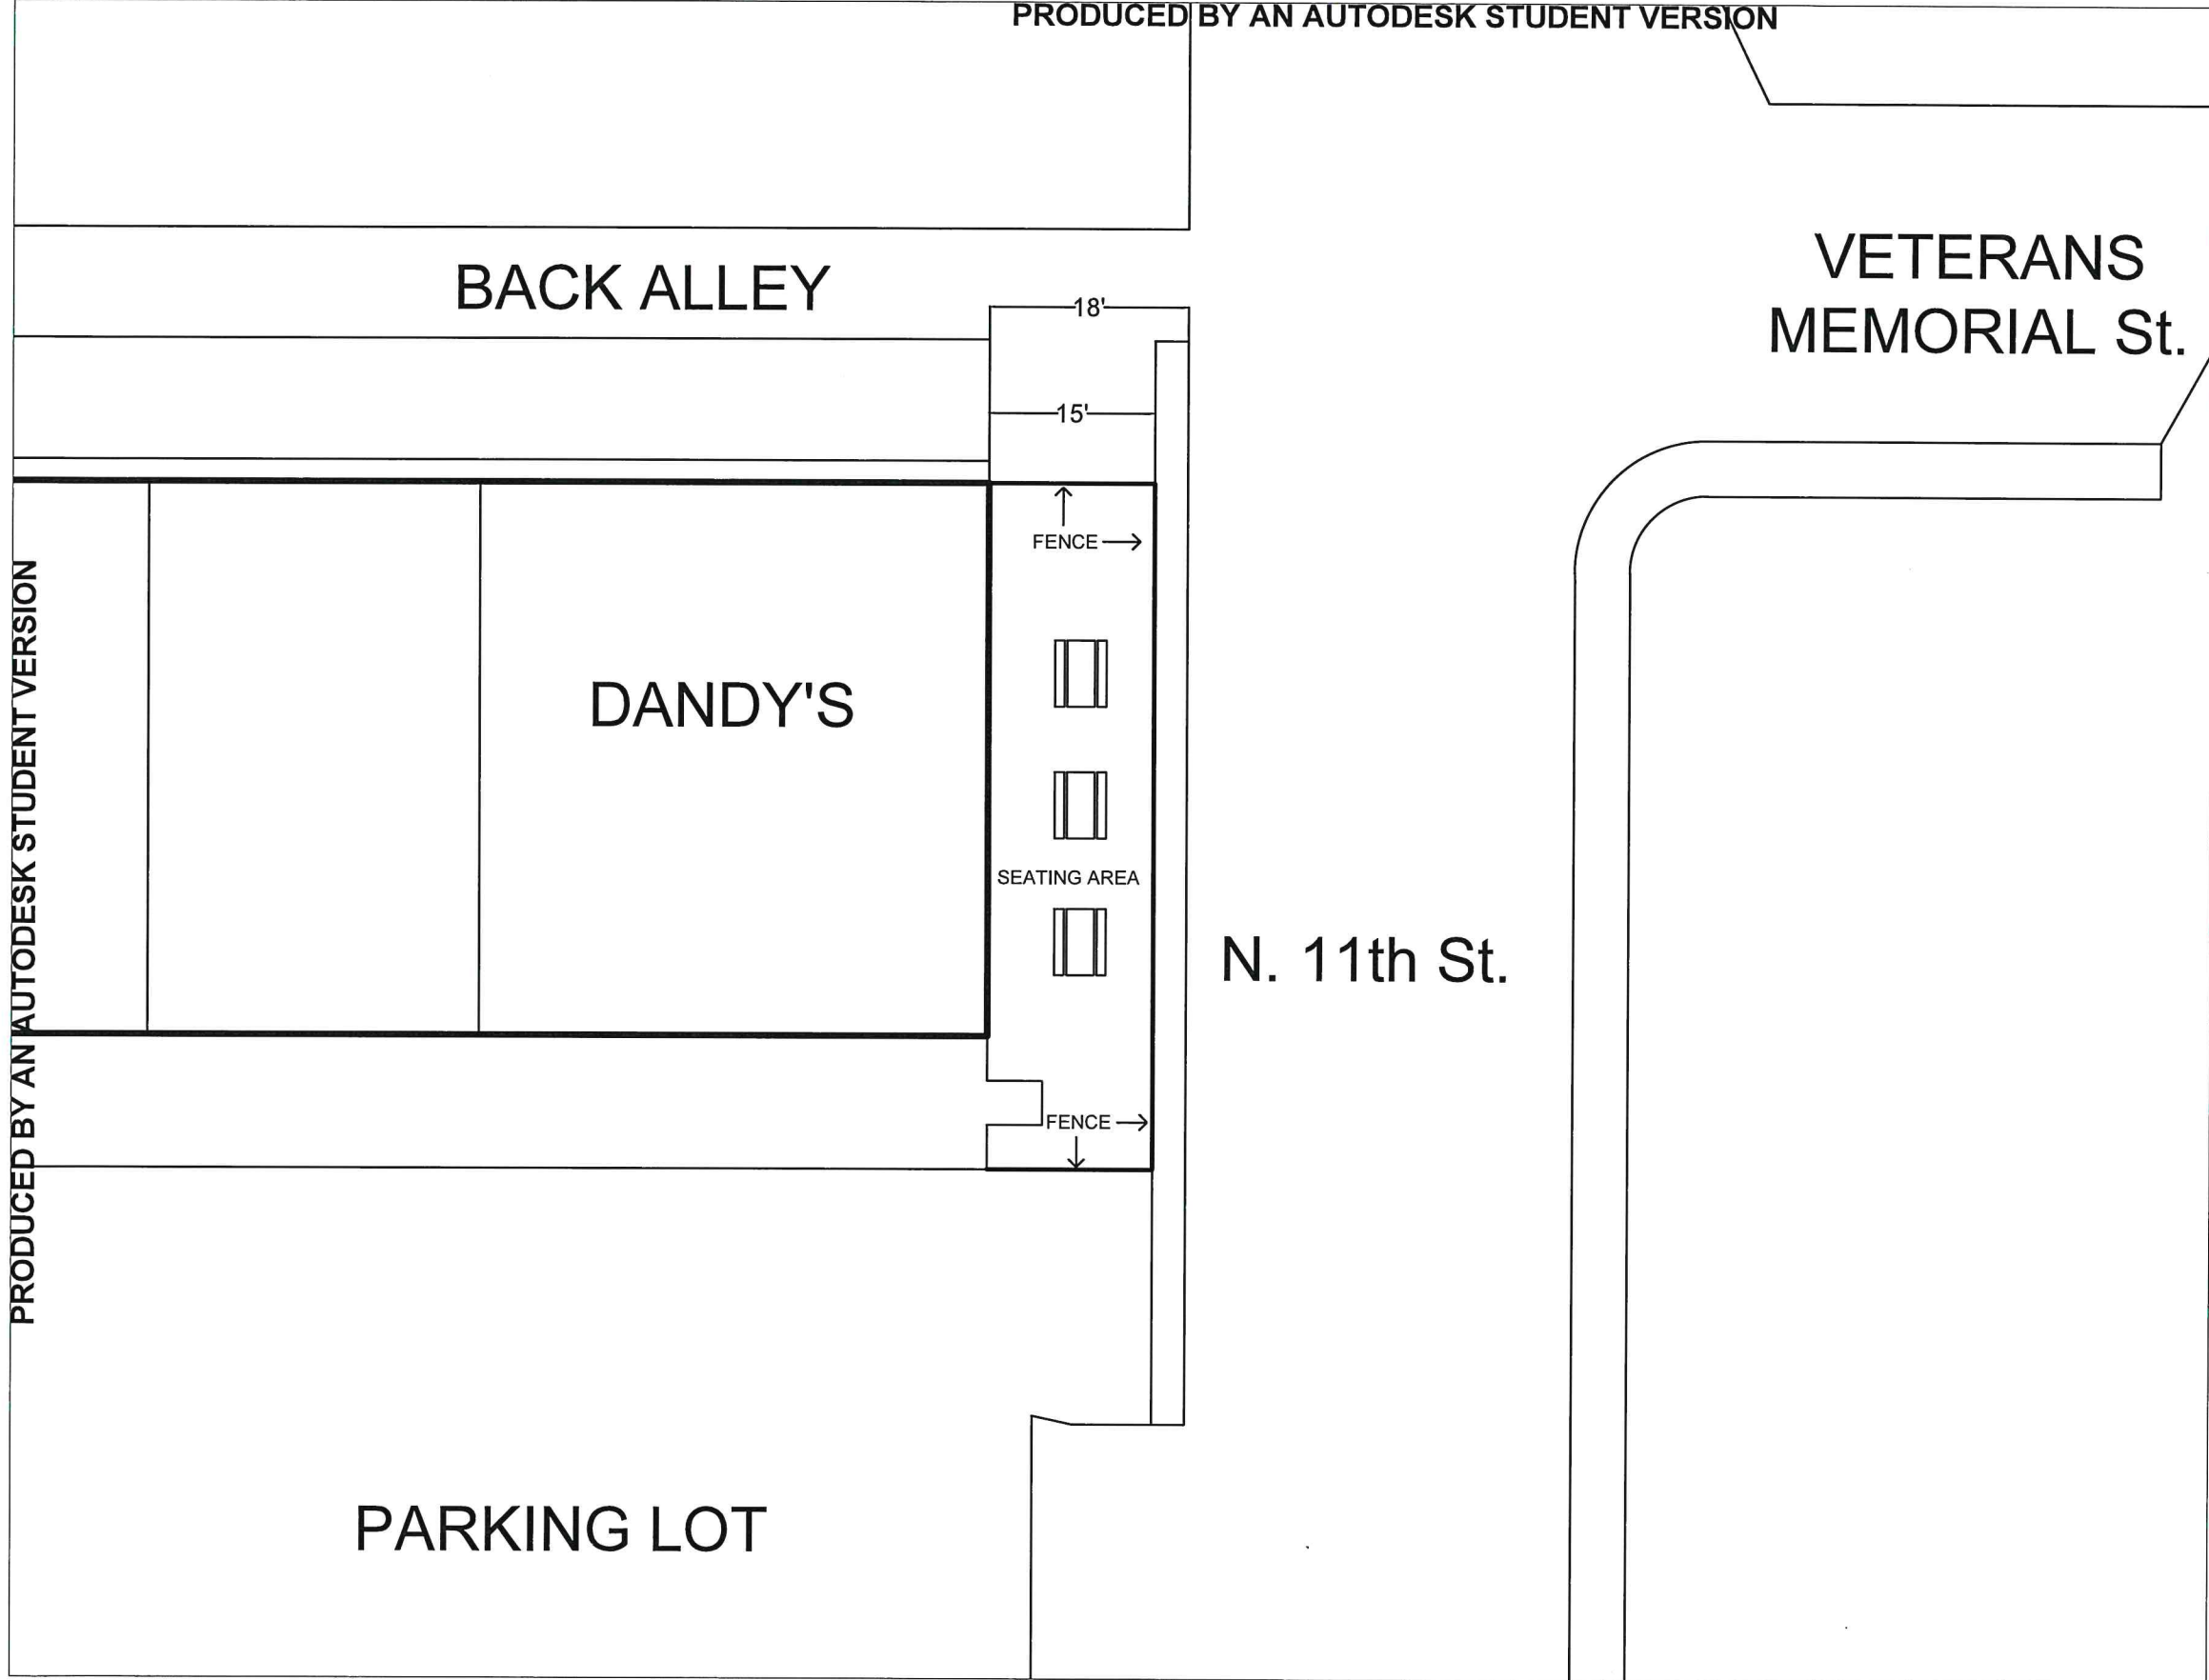 PRODUCED BY AN AUTODESK STUDENT VERSION
VETERANS
MEMORIAL St.
BACK ALLEY
18'
15'
FENCE
PRODUCED BY AN AUTODESK STUDENT VERSION
DANDY'S
SEATING AREA
N. 11th St.
FENCE
PARKING LOT